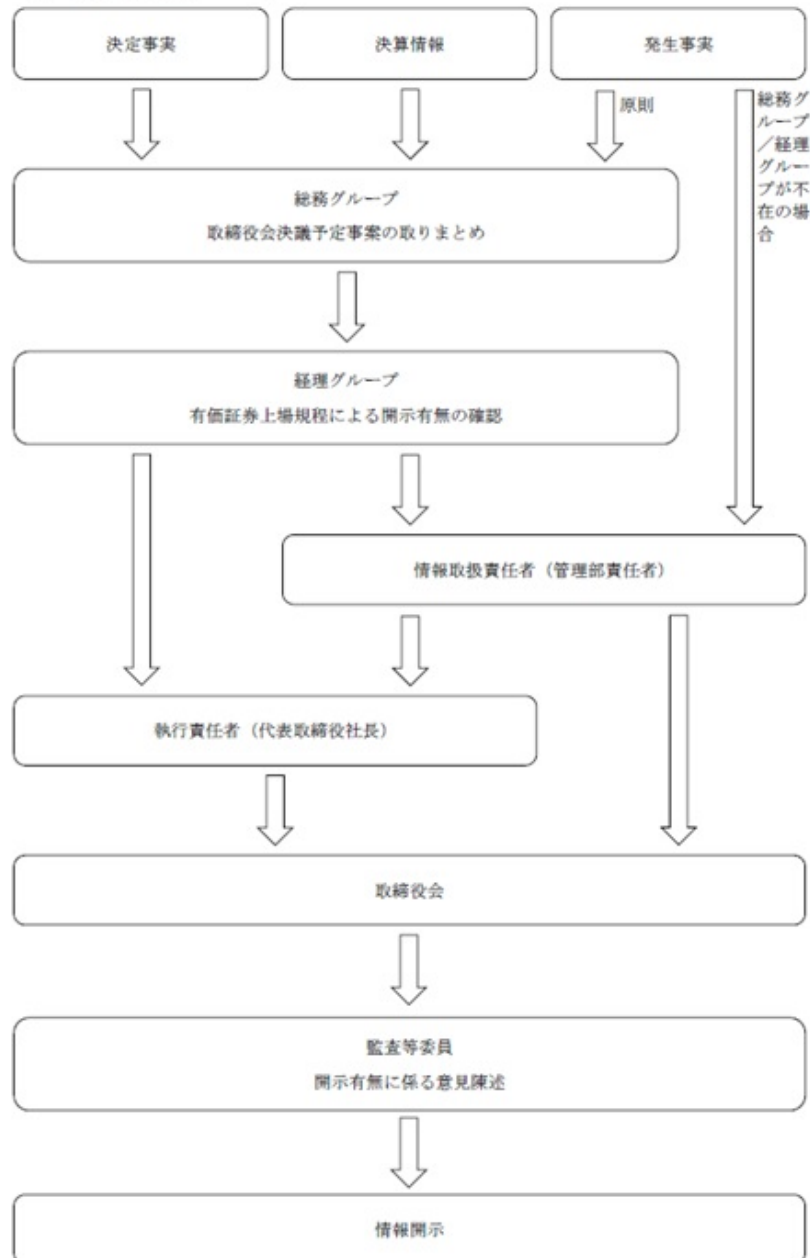 決定事実
決算情報
発生事実
原則
総務グ
ループ
／経理
グルー
プが不
在の場
合
総務グループ
取締役会決議予定事案の取りまとめ
経理グループ
有価証券上場規程による開示有無の確認
情報取扱責任者（管理部責任者）
執行責任者（代表取締役社長）
取締役会
監査等委員
開示有無に係る意見陳述
情報開示